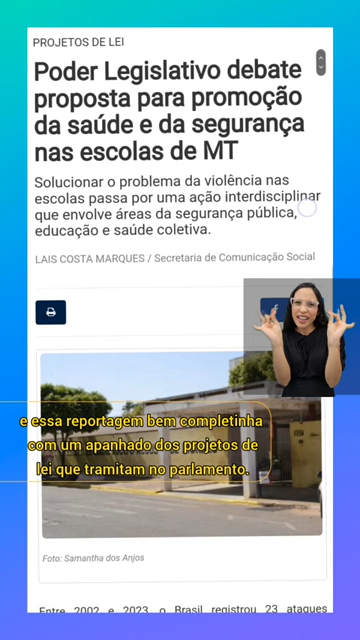 PROJETOS DE LEI
Poder Legislativo debate
proposta para promoção
da saúde e da segurança
nas escolas de MT
Solucionar o problema da violência nas
escolas passa por uma ação interdisciplinar
que envolve áreas da segurança pública,
educação e saúde coletiva.
LAIS COSTA MARQUES / Secretaria de Comunicação Social
e essa reportagem bem completinha
com um apanhado dos projetos de
lei que tramitam no parlamento.
Foto: Samantha dos Anjos
Entre 2002 e 2023, o Brasil registrou 23 ataques